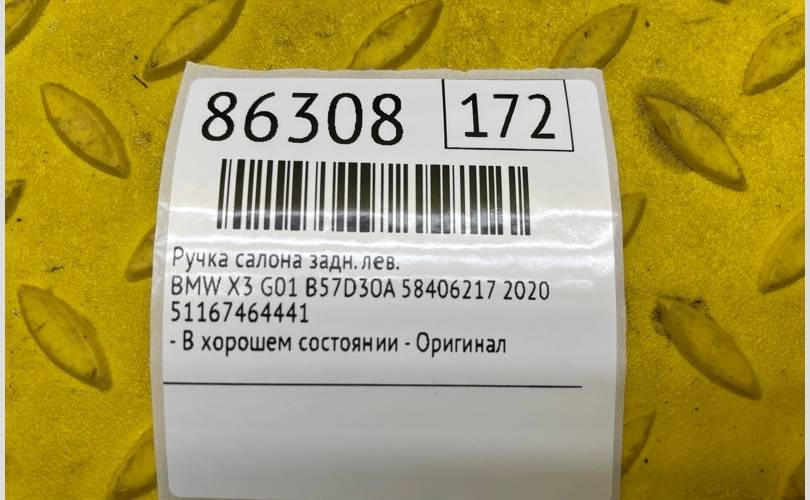 86308 172
Ручка салона задн. лев.
BMW X3 G01 B57D30A 58406217 2020
51167464441
- В хорошем состоянии - Оригинал